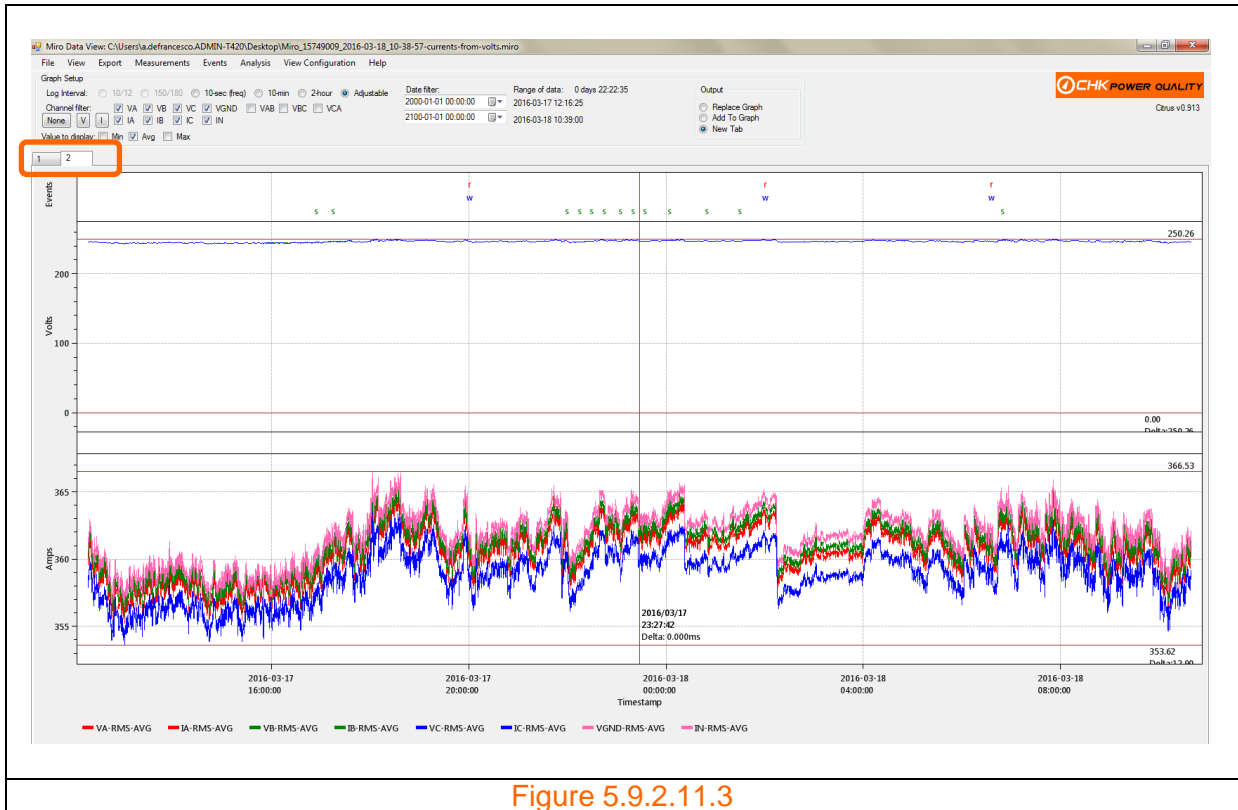 Miro Data View: C:\Users\a.defrancesco.ADMIN-T420\Desktop\Miro_15749009_2016-03-18_10-38-57-currents-from-volts.miro
File View Export Measurements Events Analysis View Configuration Help
Graph Setup
Log Interval: 10/12 150/180 10-sec (freq) 10-min 2-hour Adjustable
Channel filter: VA VB VC VGND VAB VBC VCA
None V I IA IB IC IN
Value to display: Min Avg Max
Date filter:
2000-01-01 00:00:00
2100-01-01 00:00:00
Range of data: 0 days 22:22:35
2016-03-17 12:16:25
2016-03-18 10:39:00
Output
Replace Graph
Add To Graph
New Tab
CHK POWER QUALITY
Citrus v0.913
1 2
Events
r r r
w w w
s s s s s s s s s s s s s
250.26
Volts
200
100
0
0.00
Delta:250.26
366.53
Amps
365
360
355
2016/03/17
23:27:42
Delta: 0.000ms
353.62
Delta:12.90
2016-03-17 2016-03-17 2016-03-18 2016-03-18 2016-03-18
16:00:00 20:00:00 00:00:00 04:00:00 08:00:00
Timestamp
VA-RMS-AVG IA-RMS-AVG VB-RMS-AVG IB-RMS-AVG VC-RMS-AVG IC-RMS-AVG VGND-RMS-AVG IN-RMS-AVG
Figure 5.9.2.11.3